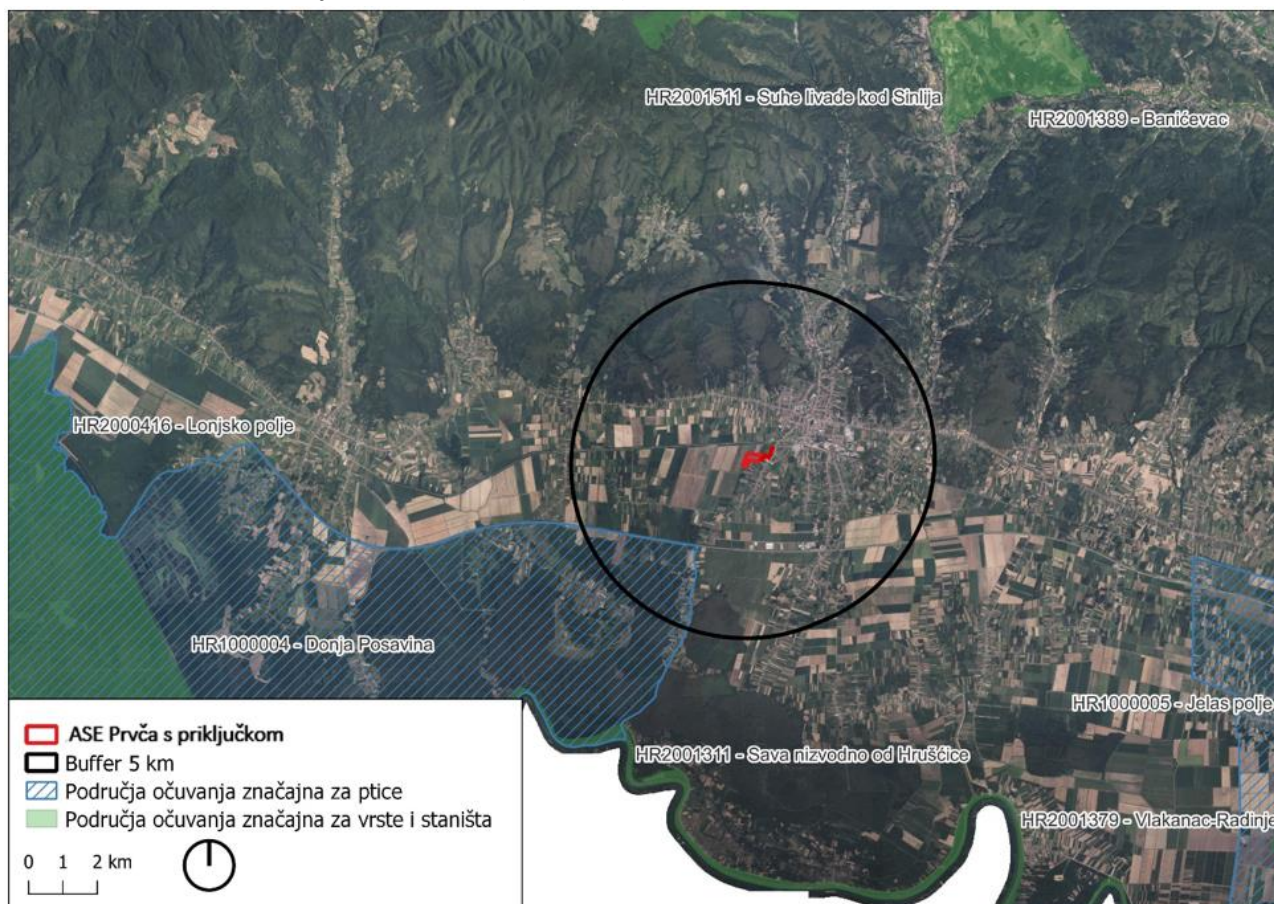 HR2001511 - Suhe livade kod Sinlija
HR2001389 - Banićevac
HR2000416 - Lonjsko polje
HR1000004 - Donja Posavina
HR1000005 - Jelas polje
HR2001311 - Sava nizvodno od Hrušćice
HR2001379 - Vlakanac-Radinje
ASE Prvča s priključkom
Buffer 5 km
Područja očuvanja značajna za ptice
Područja očuvanja značajna za vrste i staništa
0 1 2 km